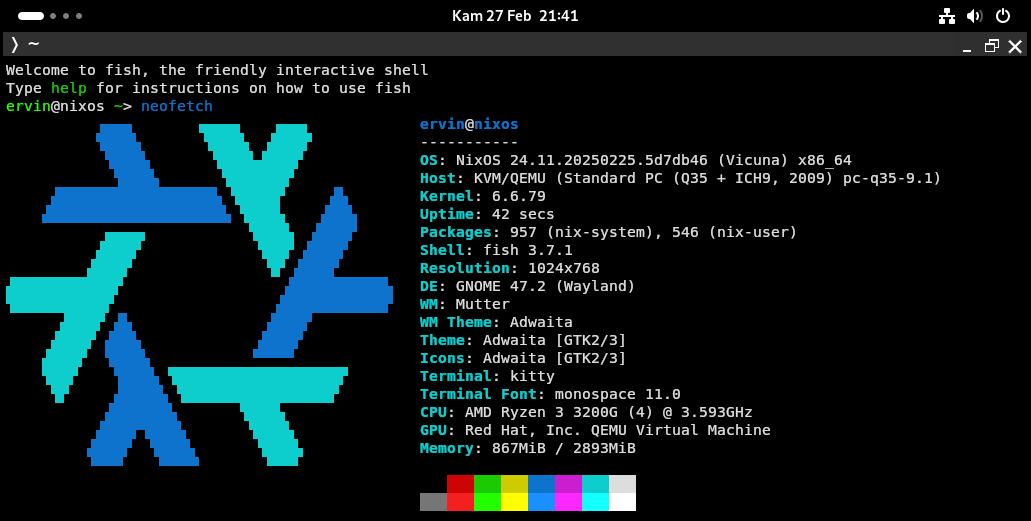 Kam 27 Feb 21:41
❭ ~
Welcome to fish, the friendly interactive shell
Type help for instructions on how to use fish
ervin@nixos ~> neofetch
ervin@nixos
-----------
OS: NixOS 24.11.20250225.5d7db46 (Vicuna) x86_64
Host: KVM/QEMU (Standard PC (Q35 + ICH9, 2009) pc-q35-9.1)
Kernel: 6.6.79
Uptime: 42 secs
Packages: 957 (nix-system), 546 (nix-user)
Shell: fish 3.7.1
Resolution: 1024x768
DE: GNOME 47.2 (Wayland)
WM: Mutter
WM Theme: Adwaita
Theme: Adwaita [GTK2/3]
Icons: Adwaita [GTK2/3]
Terminal: kitty
Terminal Font: monospace 11.0
CPU: AMD Ryzen 3 3200G (4) @ 3.593GHz
GPU: Red Hat, Inc. QEMU Virtual Machine
Memory: 867MiB / 2893MiB